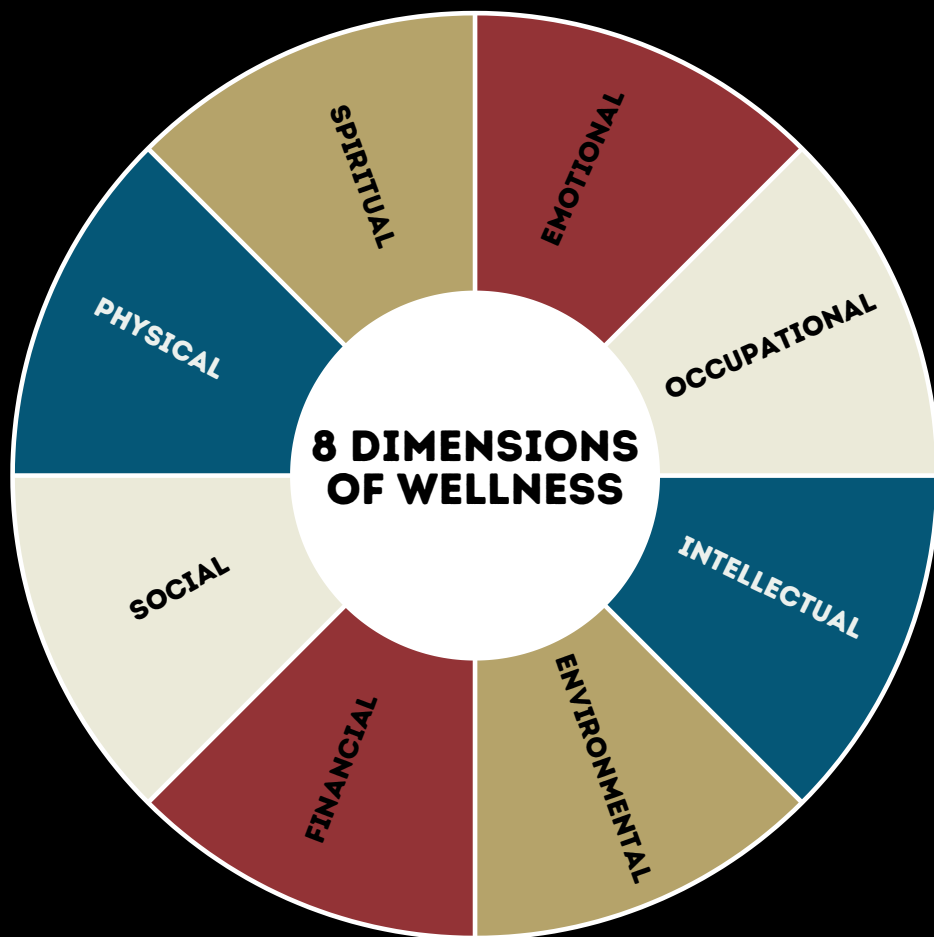 8 DIMENSIONS
OF WELLNESS
EMOTIONAL
OCCUPATIONAL
INTELLECTUAL
ENVIRONMENTAL
FINANCIAL
SOCIAL
PHYSICAL
SPIRITUAL